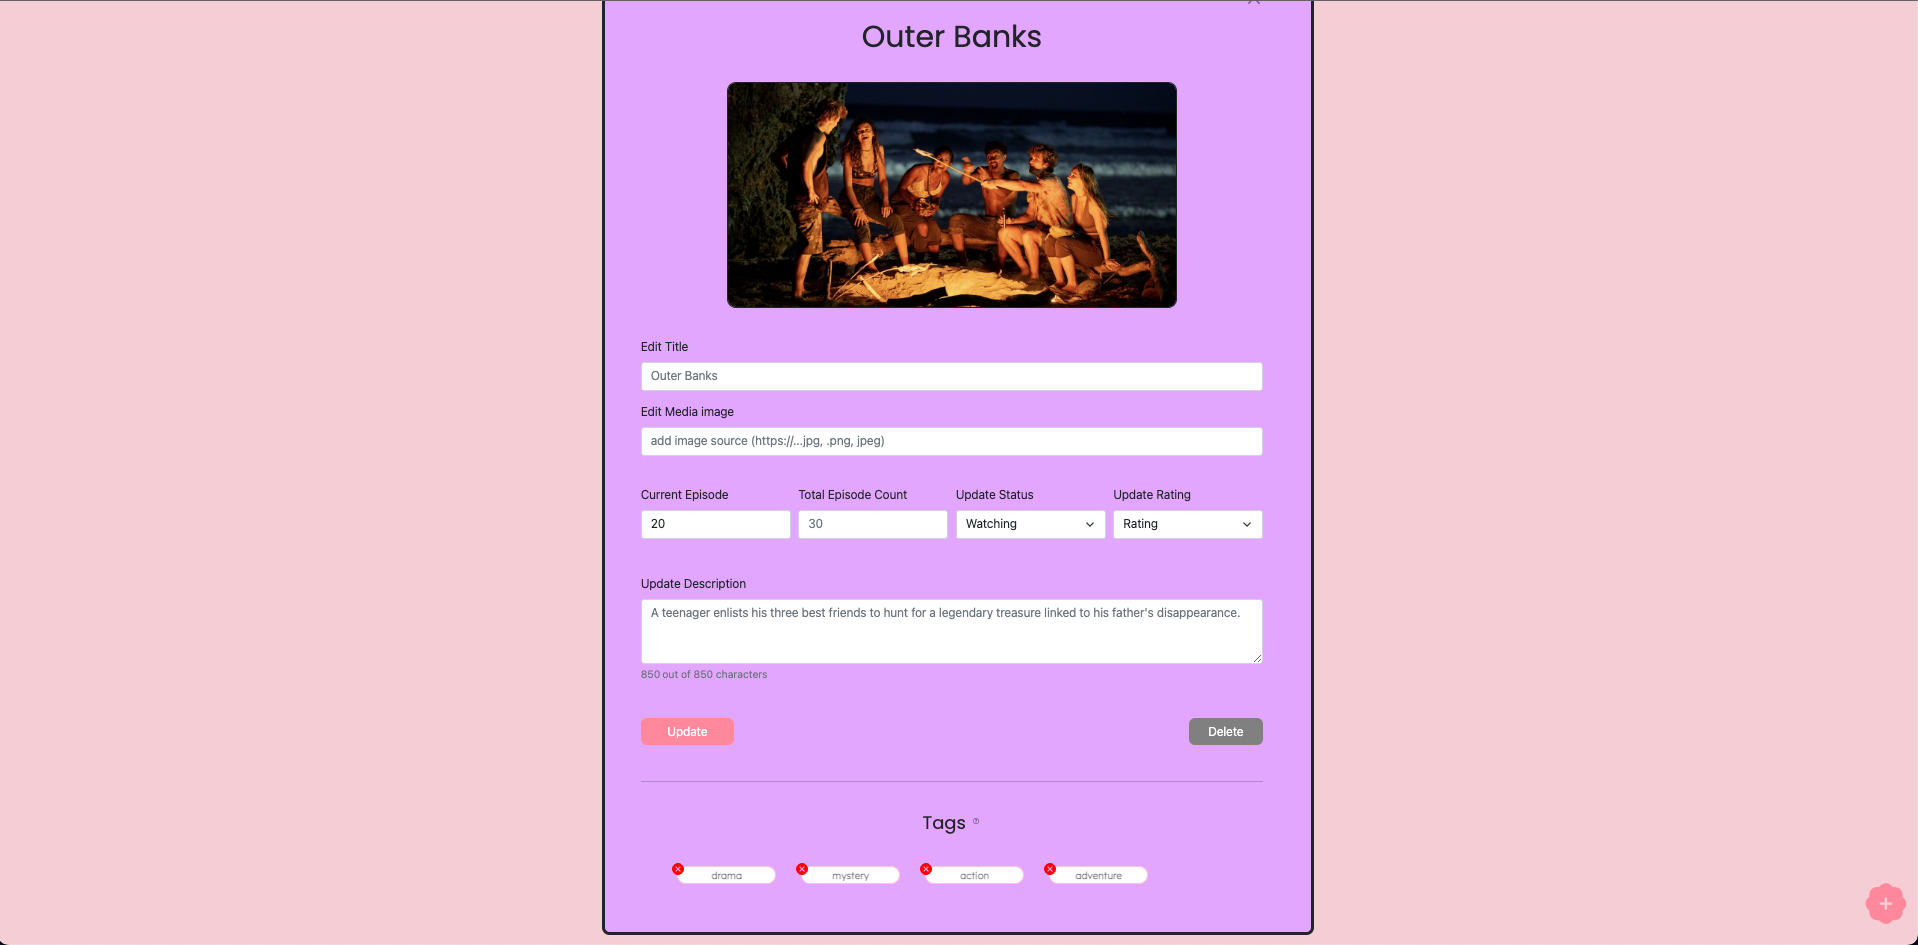 Outer Banks
Edit Title
Outer Banks
Edit Media image
add image source (https://...jpg, .png, jpeg)
Current Episode Total Episode Count Update Status Update Rating
20 30 Watching Rating
Update Description
A teenager enlists his three best friends to hunt for a legendary treasure linked to his father's disappearance.
850 out of 850 characters
Update Delete
Tags
drama mystery action adventure